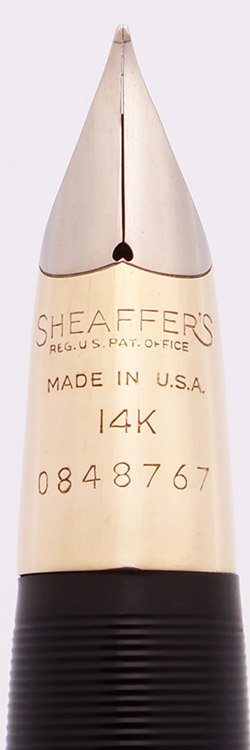 SHEAFFER'S
REG. U.S. PAT. OFFICE
MADE IN U.S.A.
14K
0848767